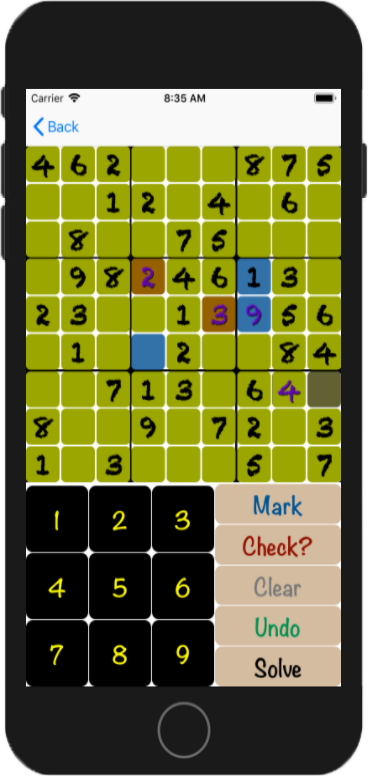 Carrier 8:35 AM
Back
4 6 2 8 7 5
1 2 4 6
8 7 5
9 8 2 4 6 1 3
2 3 1 3 9 5 6
1 2 8 4
7 1 3 6 4
8 9 7 2 3
1 3 5 7
1 2 3
4 5 6
7 8 9
Mark
Check?
Clear
Undo
Solve